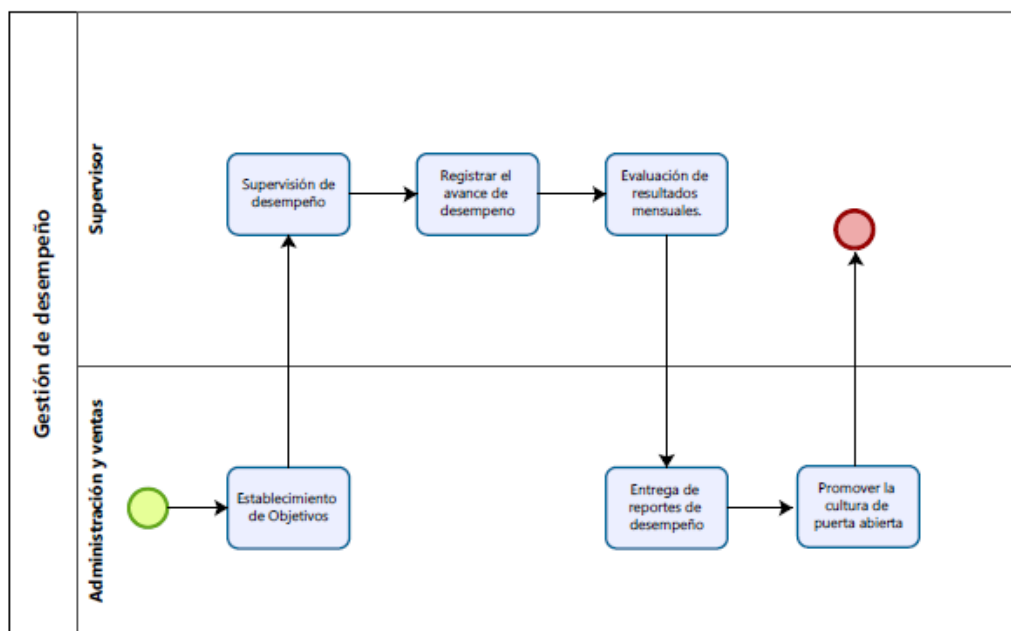 Gestión de desempeño
Supervisor
Supervisión de
desempeño
Registrar el
avance de
desempeno
Evaluación de
resultados
mensuales.
Administración y ventas
Establecimiento
de Objetivos
Entrega de
reportes de
desempeño
Promover la
cultura de
puerta abierta